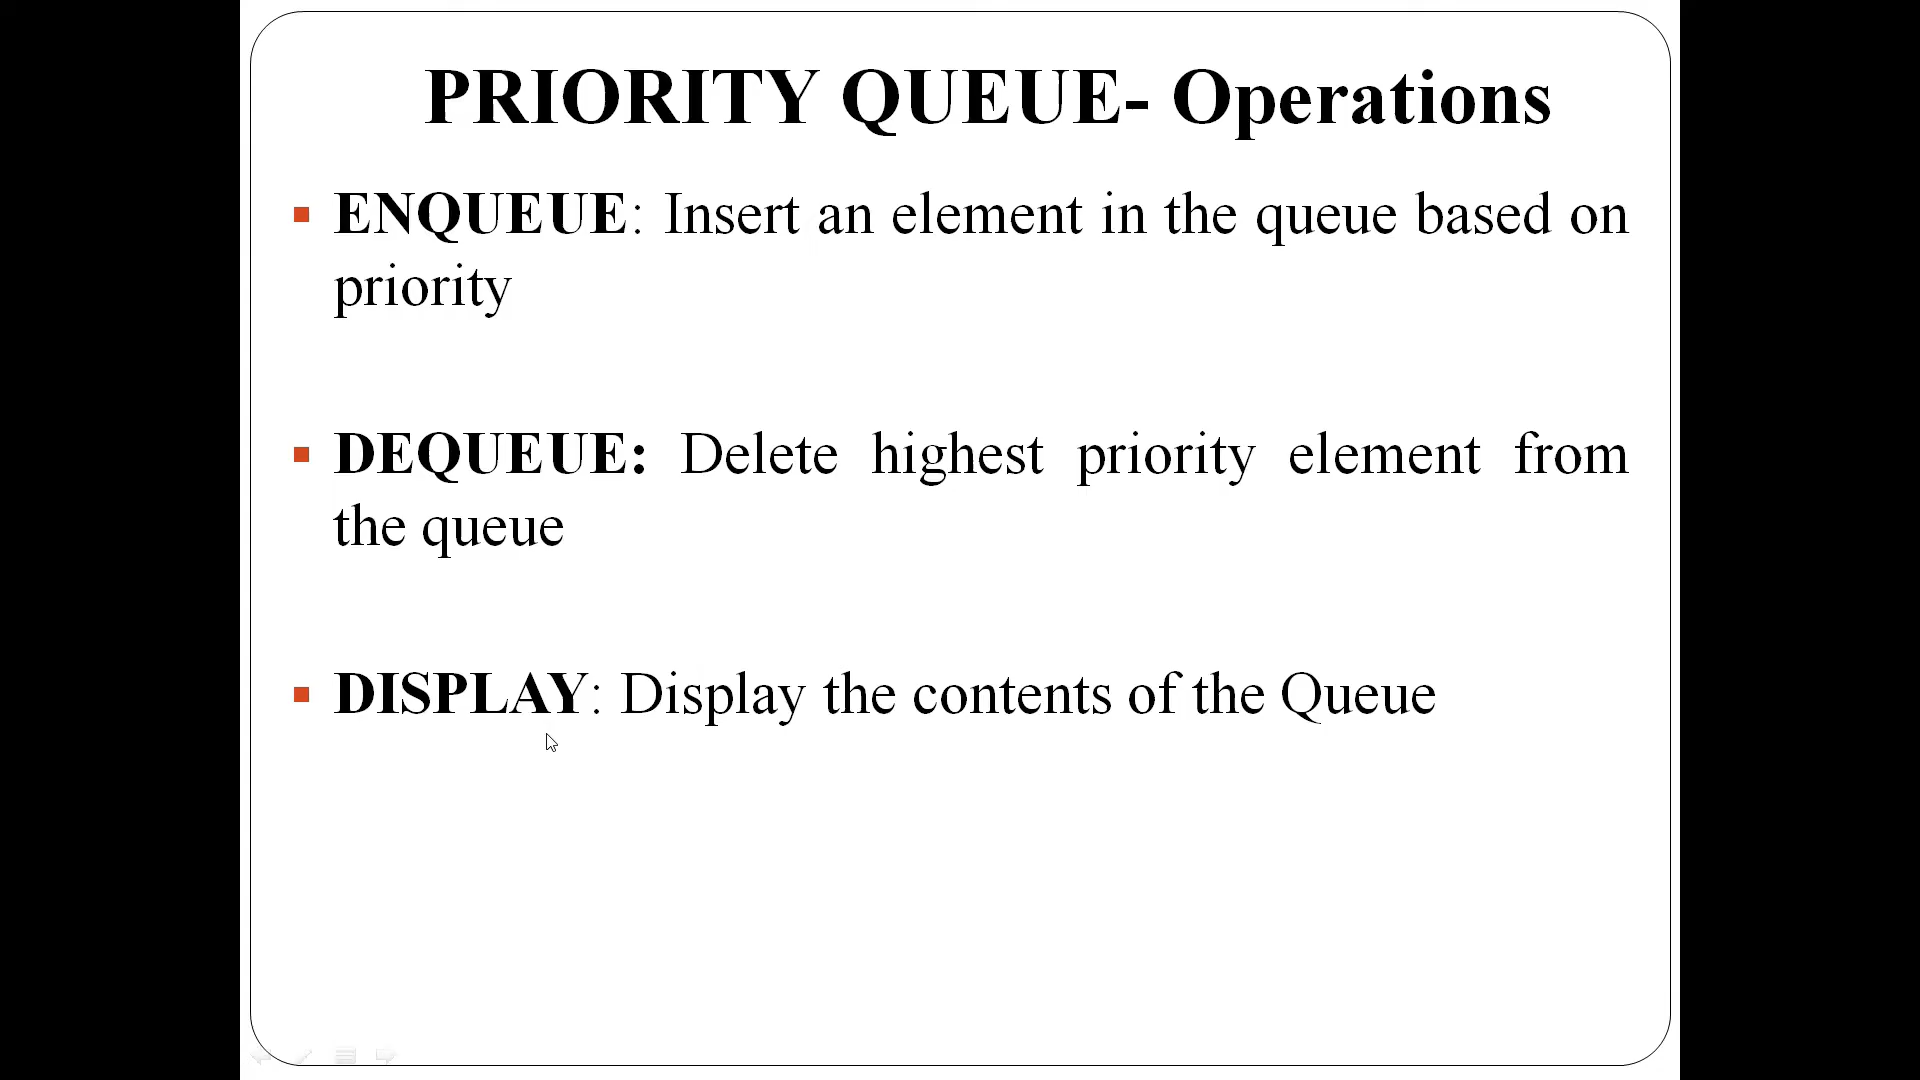 PRIORITY QUEUE- Operations
ENQUEUE: Insert an element in the queue based on
priority
DEQUEUE: Delete highest priority element from
the queue
DISPLAY: Display the contents of the Queue